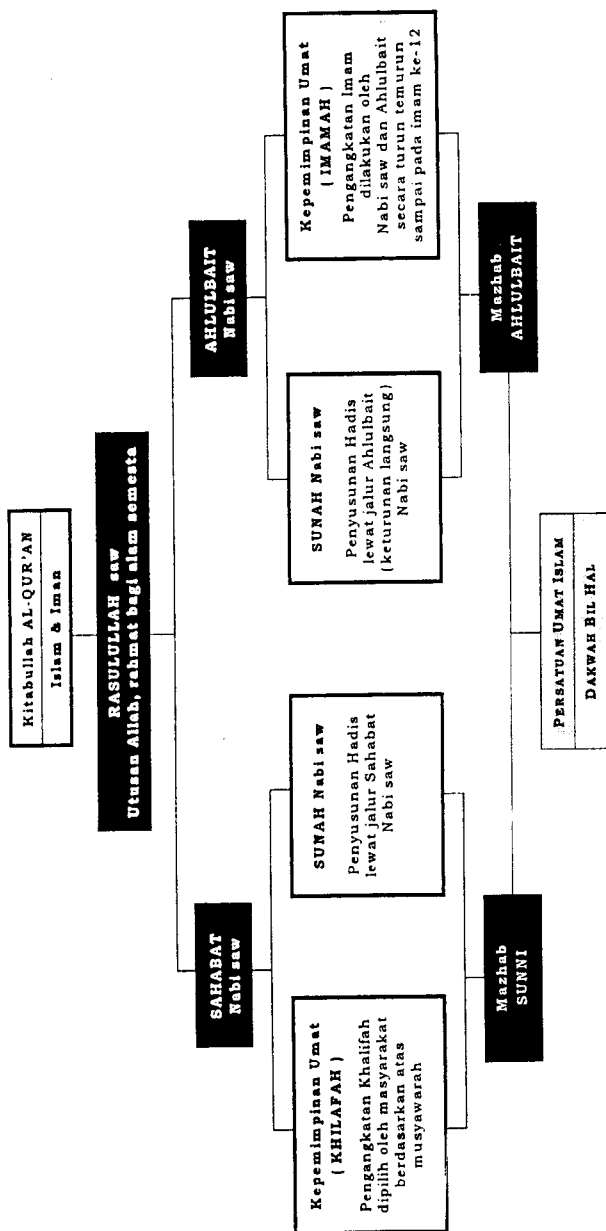 Kitabullah AL-QUR'AN
Islam & Iman
RASULULLAH saw
Utusan Allah, rahmat bagi alam semesta
SAHABAT
Nabi saw
AHLULBAIT
Nabi saw
Kepemimpinan Umat
( KHILAFAH )
Pengangkatan Khalifah
dipilih oleh masyarakat
berdasarkan atas
musyawarah
SUNAH Nabi saw
Penyusunan Hadis
lewat jalur Sahabat
Nabi saw
SUNAH Nabi saw
Penyusunan Hadis
lewat jalur Ahlulbait
(keturunan langsung)
Nabi saw
Kepemimpinan Umat
( IMAMAH )
Pengangkatan Imam
dilakukan oleh
Nabi saw dan Ahlulbait
secara turun temurun
sampai pada imam ke-12
Mazhab
SUNNI
Mazhab
AHLULBAIT
PERSATUAN UMAT ISLAM
DAKWAH BIL HAL